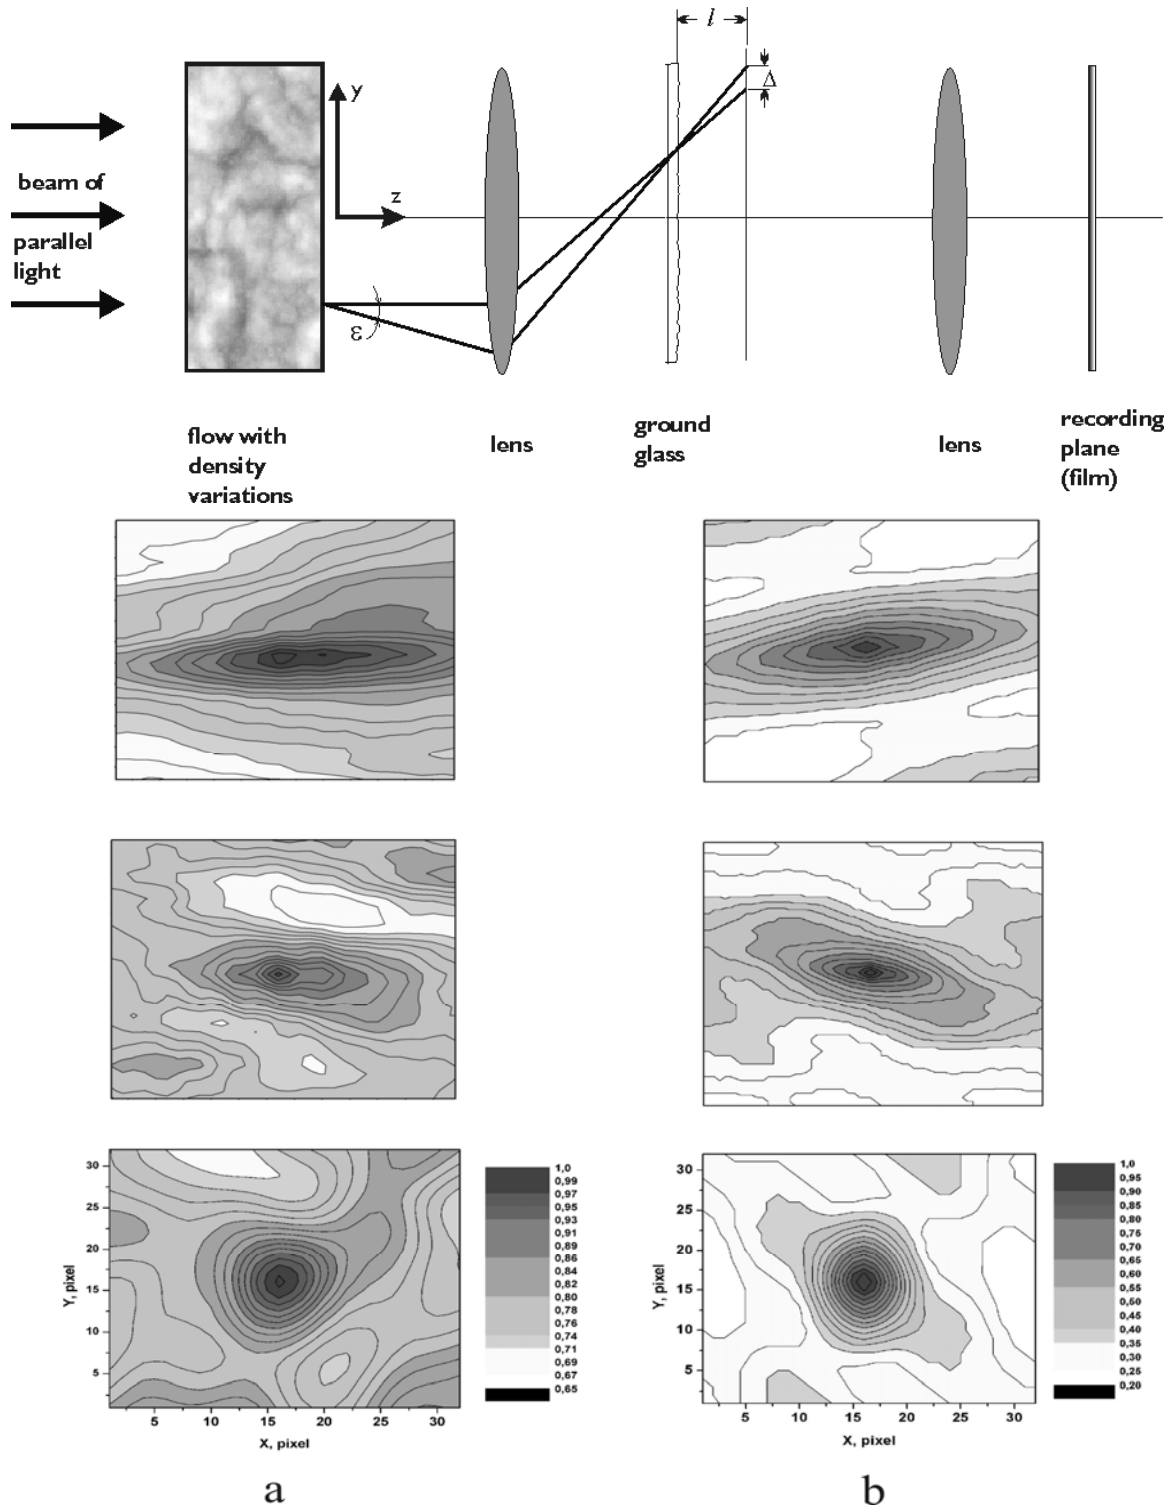 l
Δ
y
beam of
z
parallel
light
ε
flow with
density
variations
lens
ground
glass
lens
recording
plane
(film)
30
25
20
15
10
5
Y, pixel
5 10 15 20 25 30
X, pixel
1,0
0,99
0,97
0,95
0,93
0,91
0,89
0,86
0,84
0,82
0,80
0,78
0,76
0,74
0,71
0,69
0,67
0,65
a
30
25
20
15
10
5
Y, pixel
5 10 15 20 25 30
X, pixel
1,0
0,95
0,90
0,85
0,80
0,75
0,70
0,65
0,60
0,55
0,50
0,45
0,40
0,35
0,30
0,25
0,20
b